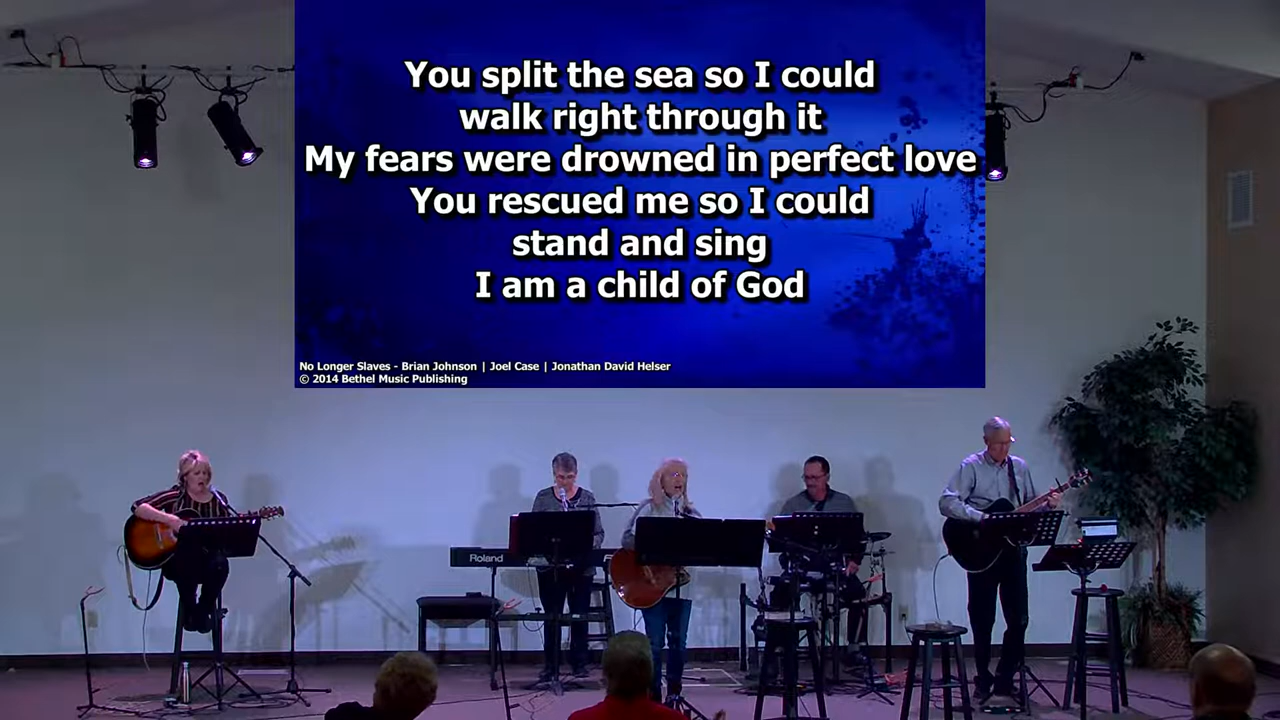 You split the sea so I could
walk right through it
My fears were drowned in perfect love
You rescued me so I could
stand and sing
I am a child of God
No Longer Slaves - Brian Johnson | Joel Case | Jonathan David Helser
© 2014 Bethel Music Publishing
Roland